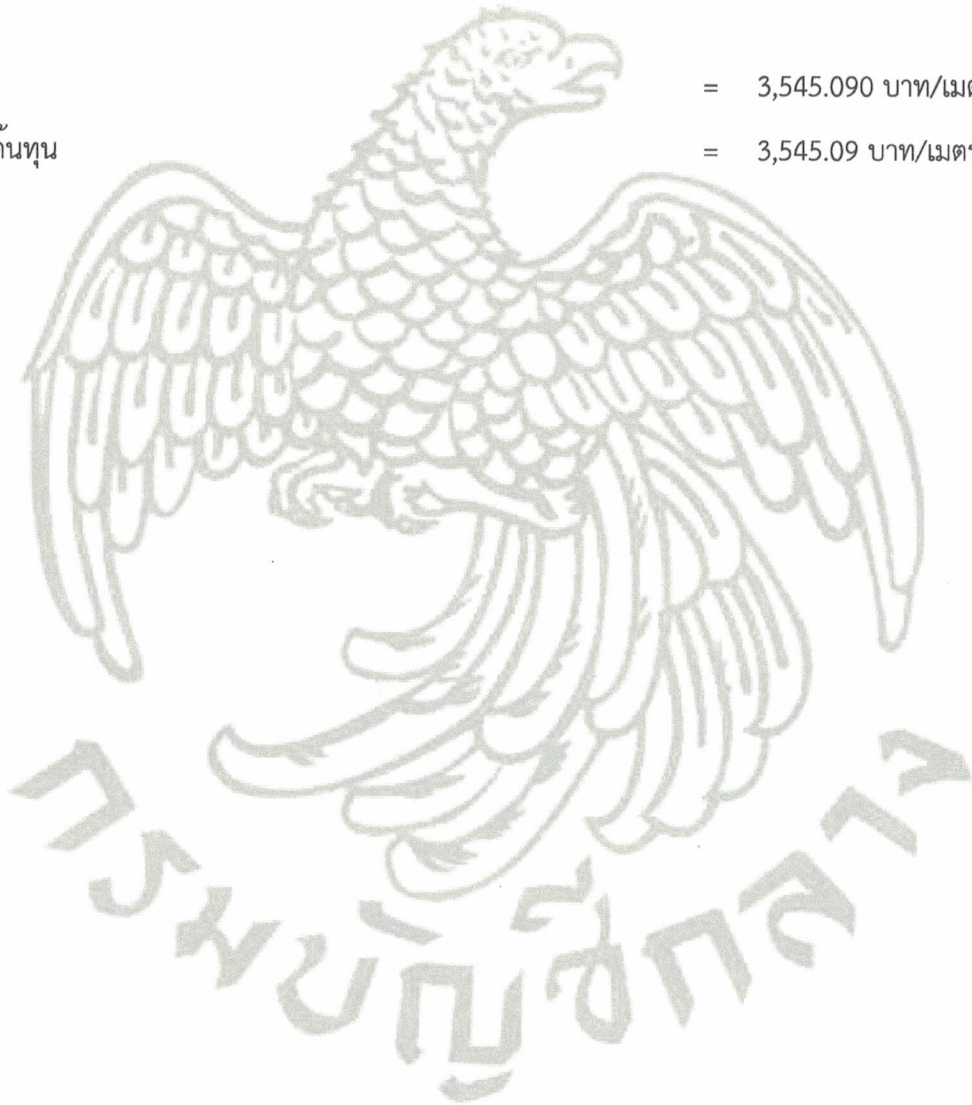 = 3,545.090 บาท/เม
้นทุน = 3,545.09 บาท/เมตร
กรมบัญชีกลาง